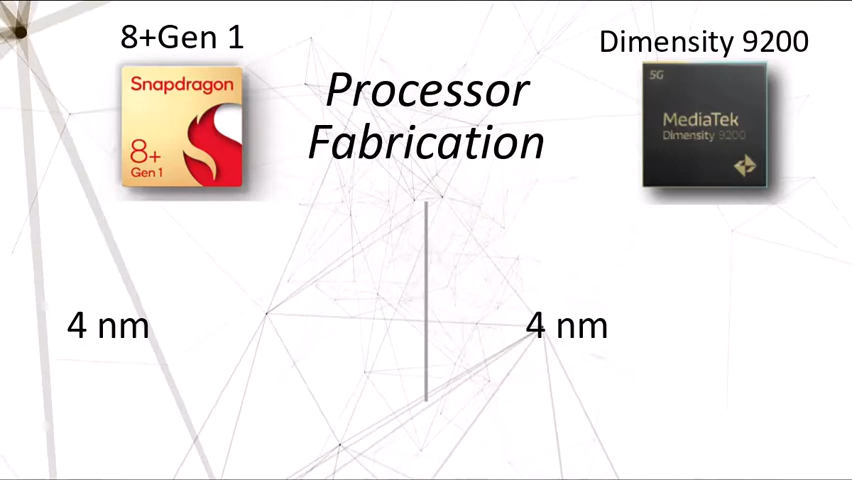 8+Gen 1
Dimensity 9200
Snapdragon
8+
Gen 1
Processor
Fabrication
5G
MediaTek
Dimensity 9200
4 nm
4 nm